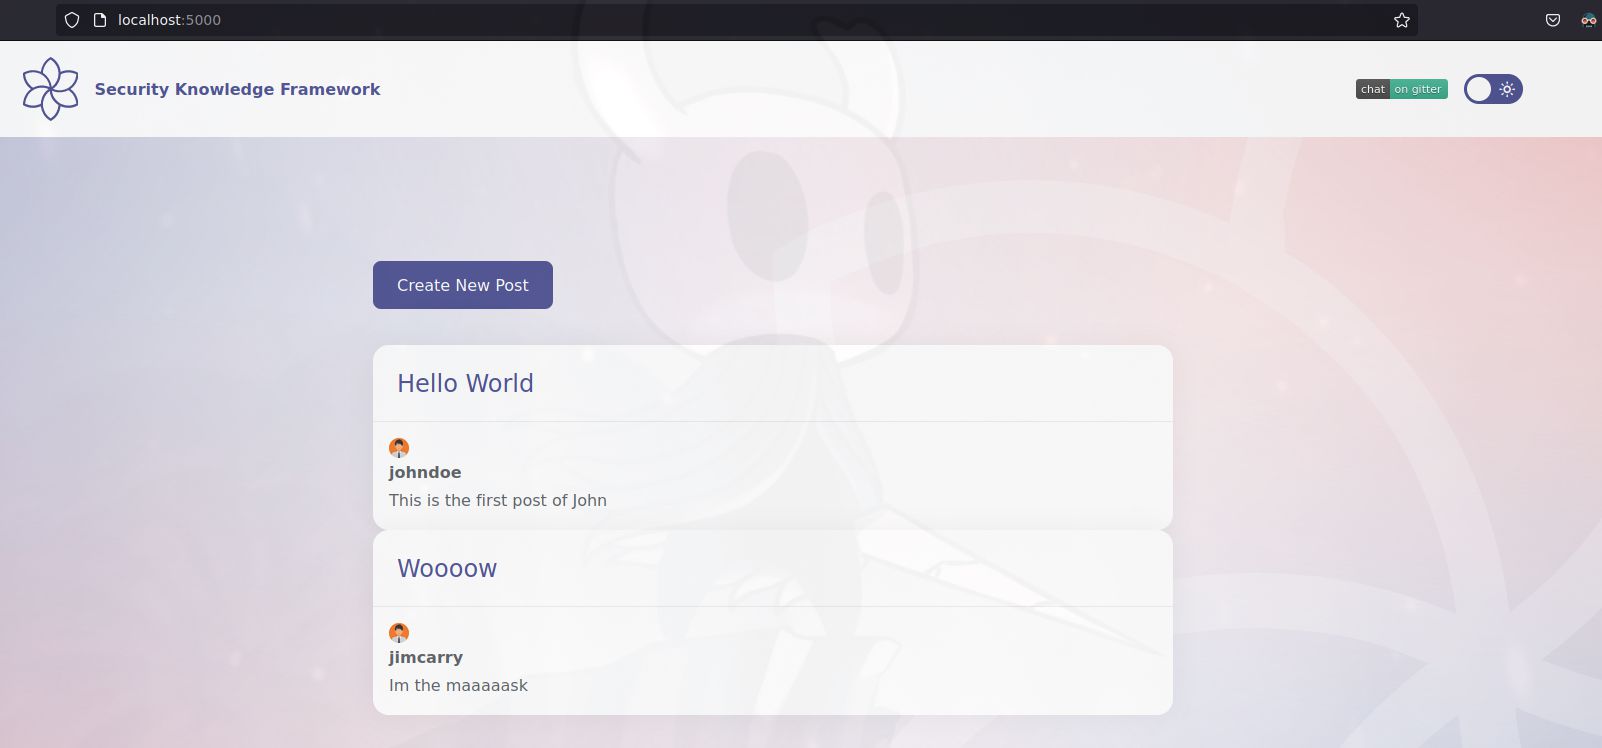 localhost:5000
Security Knowledge Framework
chat on gitter
Create New Post
Hello World
johndoe
This is the first post of John
Woooow
jimcarry
Im the maaaaask